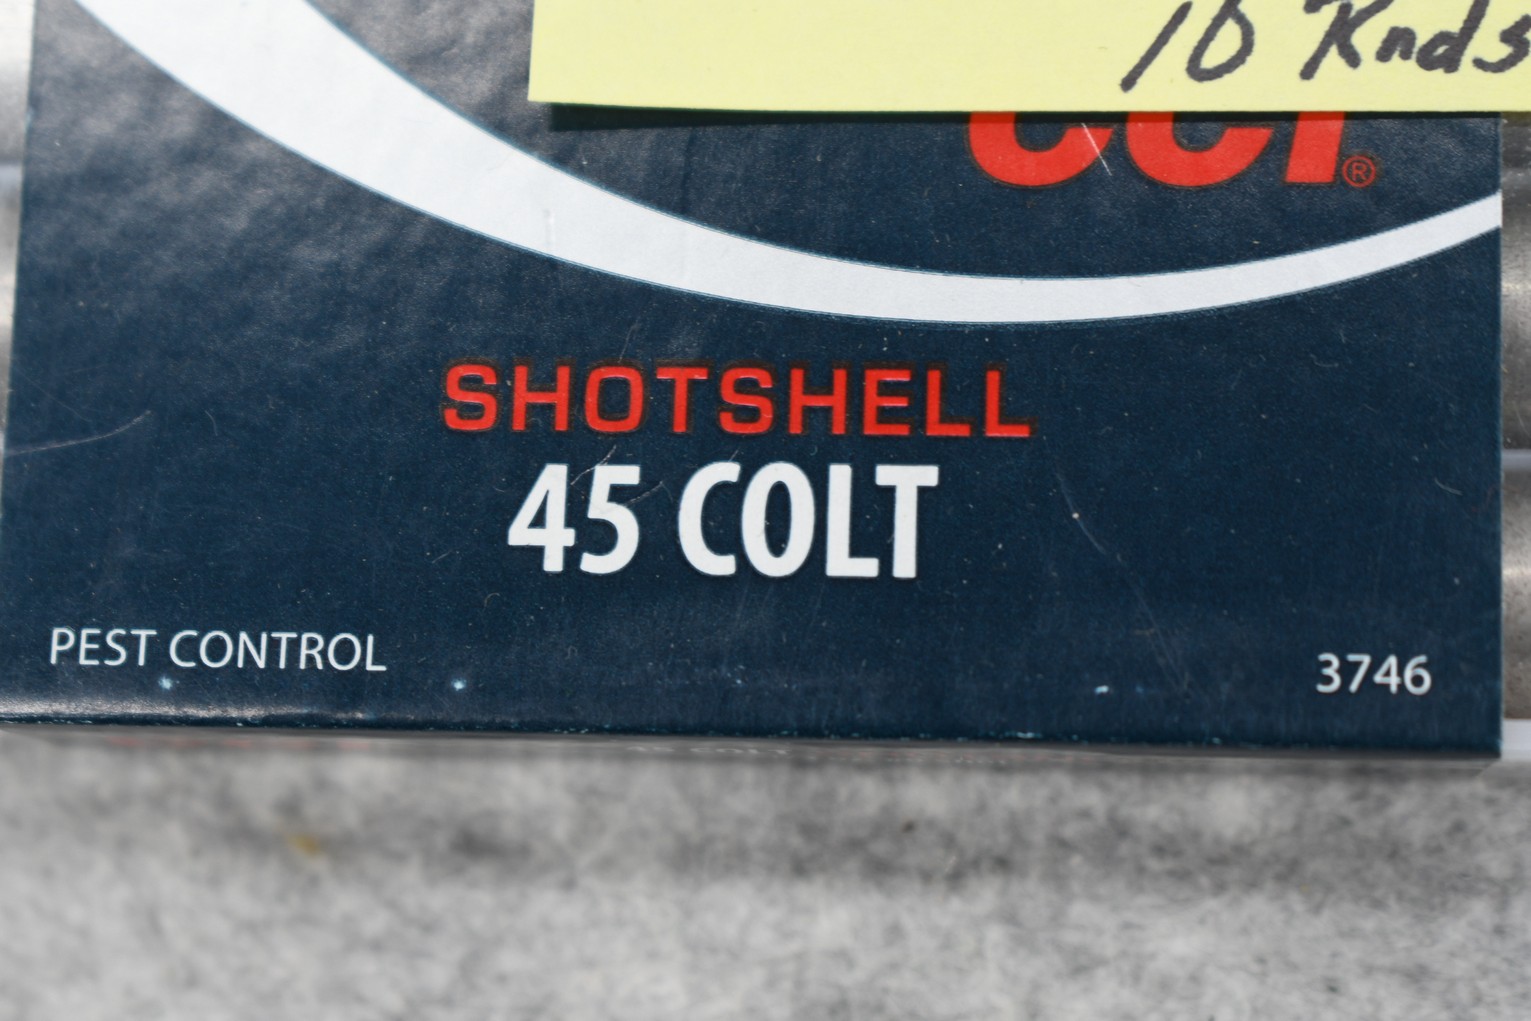 10 Rnds
CCI®
SHOTSHELL
45 COLT
PEST CONTROL
3746